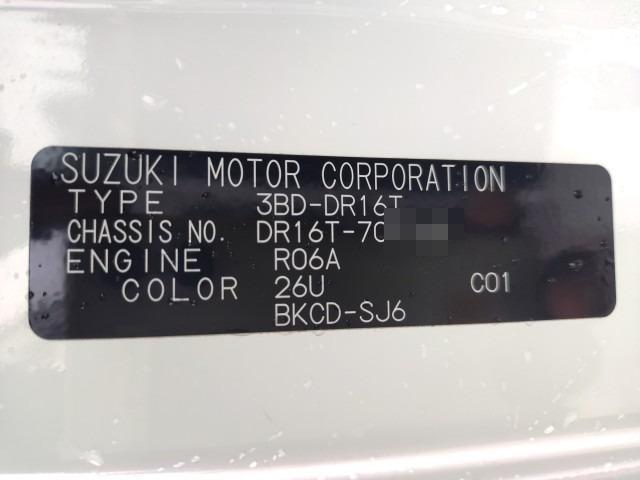 SUZUKI MOTOR CORPORATION
TYPE 3BD-DR16T
CHASSIS NO. DR16T-70
ENGINE R06A
COLOR 26U C01
BKCD-SJ6